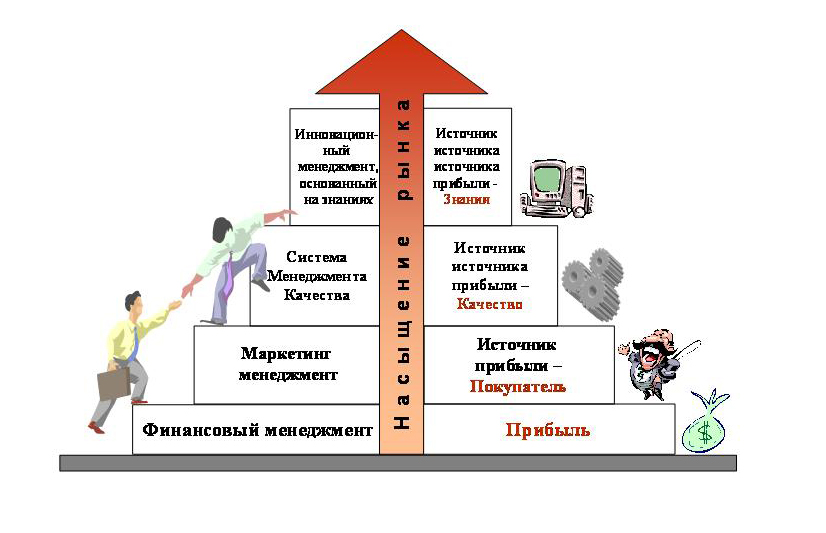 Инновацион-
ный
менеджмент,
основанный
на знаниях
Источник
источника
источника
прибыли -
Знания
Система
Менеджмента
Качества
Источник
источника
прибыли –
Качество
Маркетинг
менеджмент
Источник
прибыли –
Покупатель
Финансовый менеджмент
Прибыль
Насыщение рынка
$